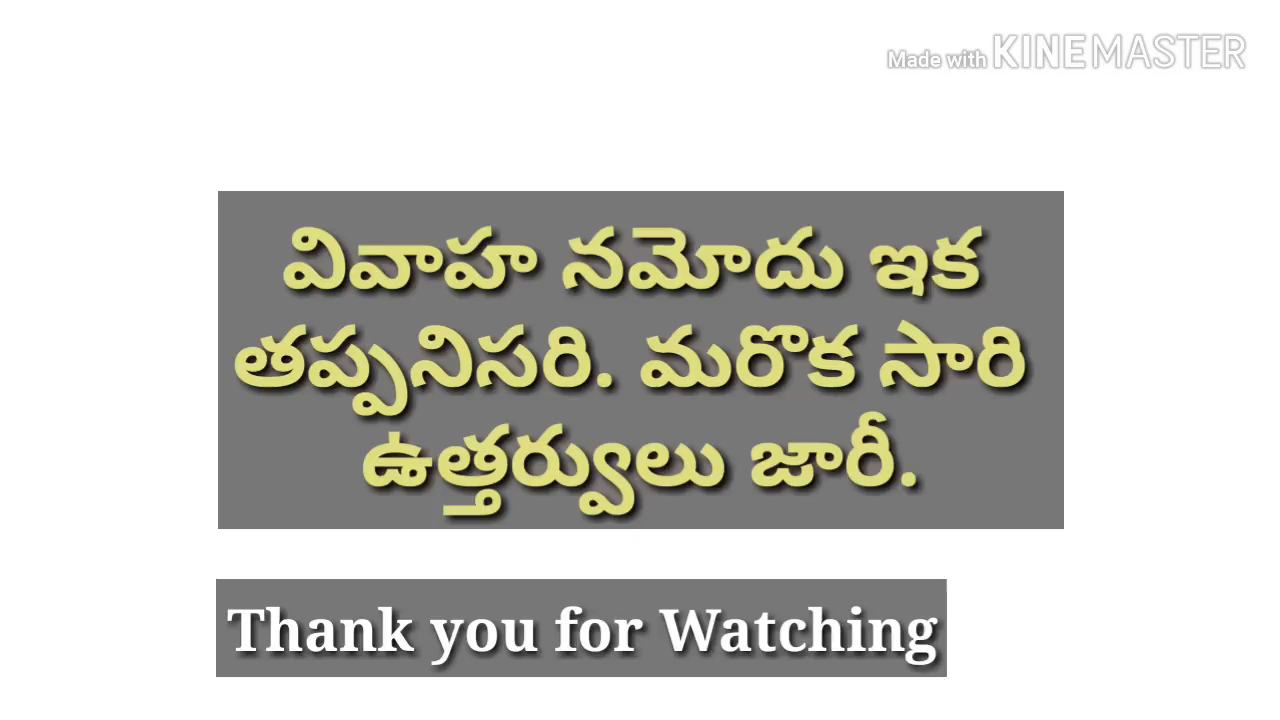 Made with KINEMASTER
వివాహ నమోదు ఇక
తప్పనిసరి. మరొక సారి
ఉత్తర్వులు జారీ.
Thank you for Watching